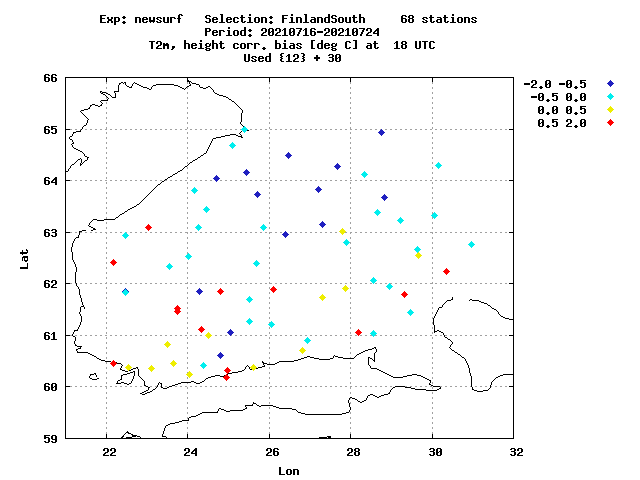 Exp: newsurf Selection: FinlandSouth 68 stations
Period: 20210716-20210724
T2m, height corr. bias [deg C] at 18 UTC
Used {12} + 30
-2.0 -0.5
-0.5 0.0
0.0 0.5
0.5 2.0
66
65
64
63
62
61
60
59
Lat
22 24 26 28 30 32
Lon